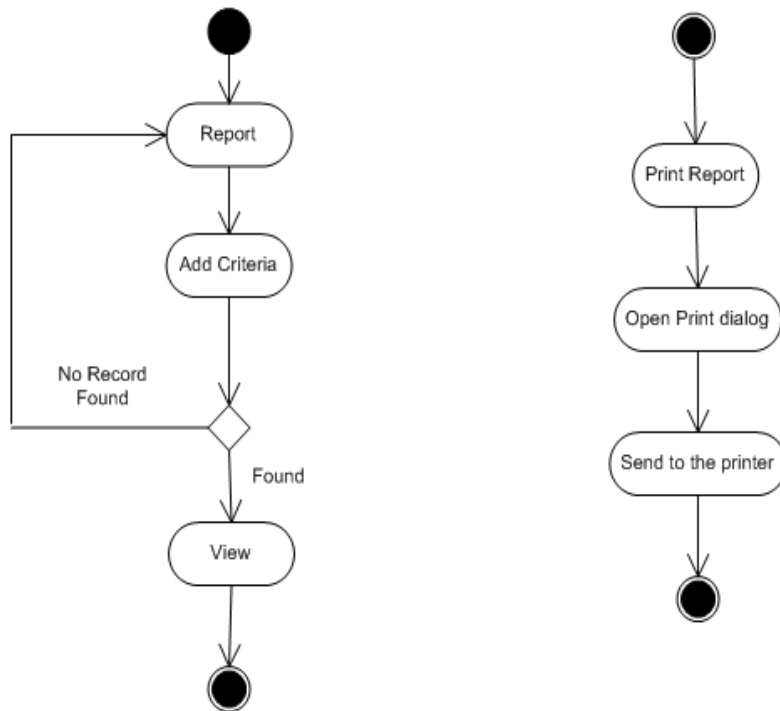 Report
Add Criteria
No Record
Found
Found
View
Print Report
Open Print dialog
Send to the printer